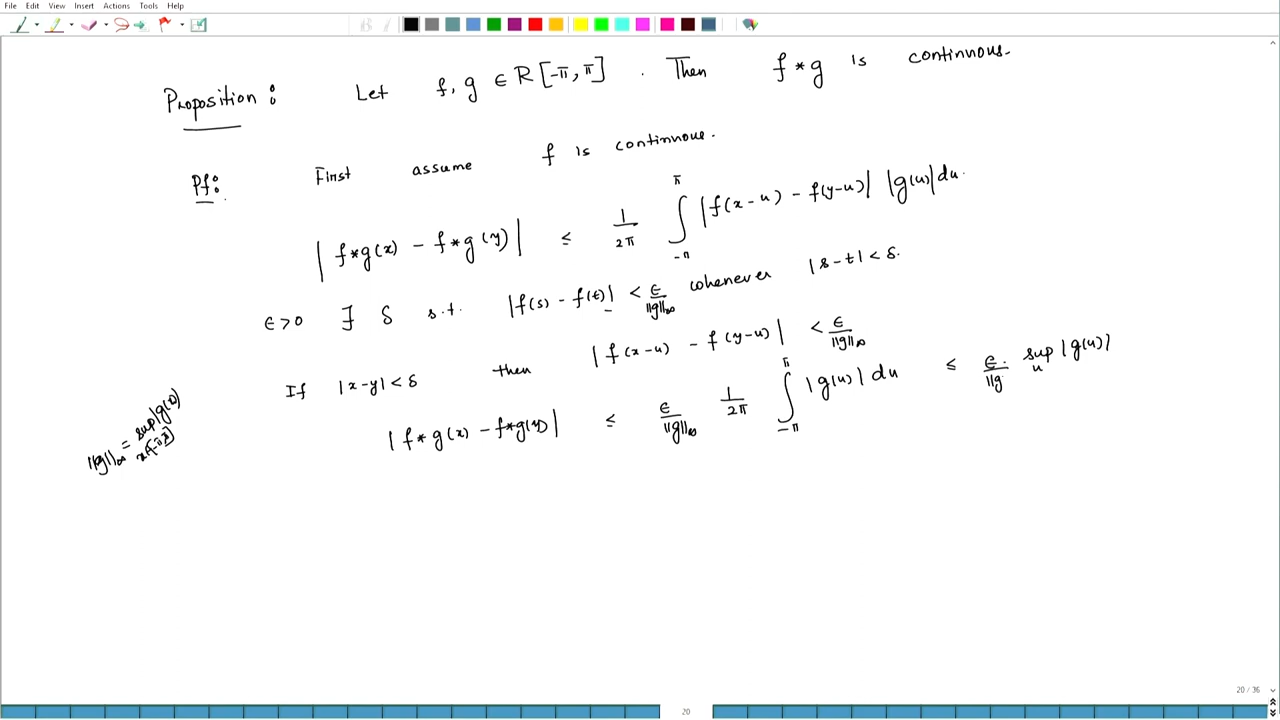 File Edit View Insert Actions Tools Help
Proposition: Let f, g ∈ R[-π, π]. Then f * g is continuous.
Pf: First assume f is continuous.
| f*g(x) - f*g(y) | ≤ 1/2π ∫_{-π}^{π} |f(x-u) - f(y-u)| |g(u)| du.
ε>0 ∃ δ s.t. |f(s) - f(t)| < ε/||g||∞ whenever |s-t| < δ.
If |x-y| < δ then | f(x-u) - f(y-u) | < ε/||g||∞
| f*g(x) - f*g(y) | ≤ ε/||g||∞ 1/2π ∫_{-π}^{π} |g(u)| du ≤ ε/||g . sup_u |g(u)|
||g||∞ = sup |g(x)|
20 / 36
20